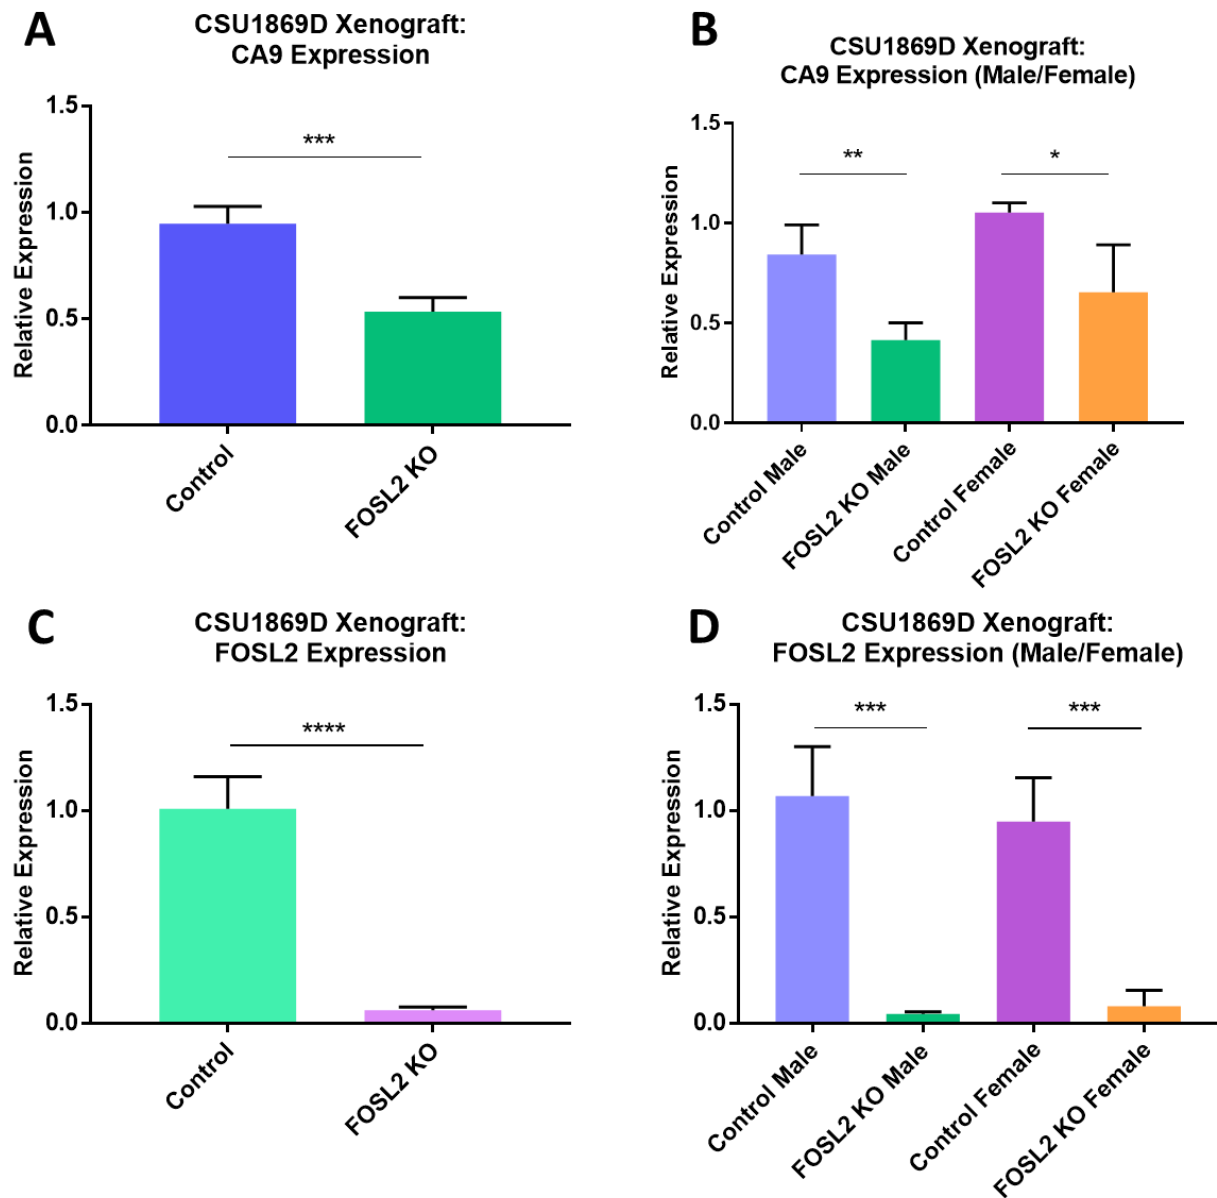 A
CSU1869D Xenograft:
CA9 Expression
1.5
1.0
0.5
0.0
Relative Expression
***
Control
FOSL2 KO
B
CSU1869D Xenograft:
CA9 Expression (Male/Female)
1.5
1.0
0.5
0.0
Relative Expression
**
*
Control Male
FOSL2 KO Male
Control Female
FOSL2 KO Female
C
CSU1869D Xenograft:
FOSL2 Expression
1.5
1.0
0.5
0.0
Relative Expression
****
Control
FOSL2 KO
D
CSU1869D Xenograft:
FOSL2 Expression (Male/Female)
1.5
1.0
0.5
0.0
Relative Expression
***
***
Control Male
FOSL2 KO Male
Control Female
FOSL2 KO Female